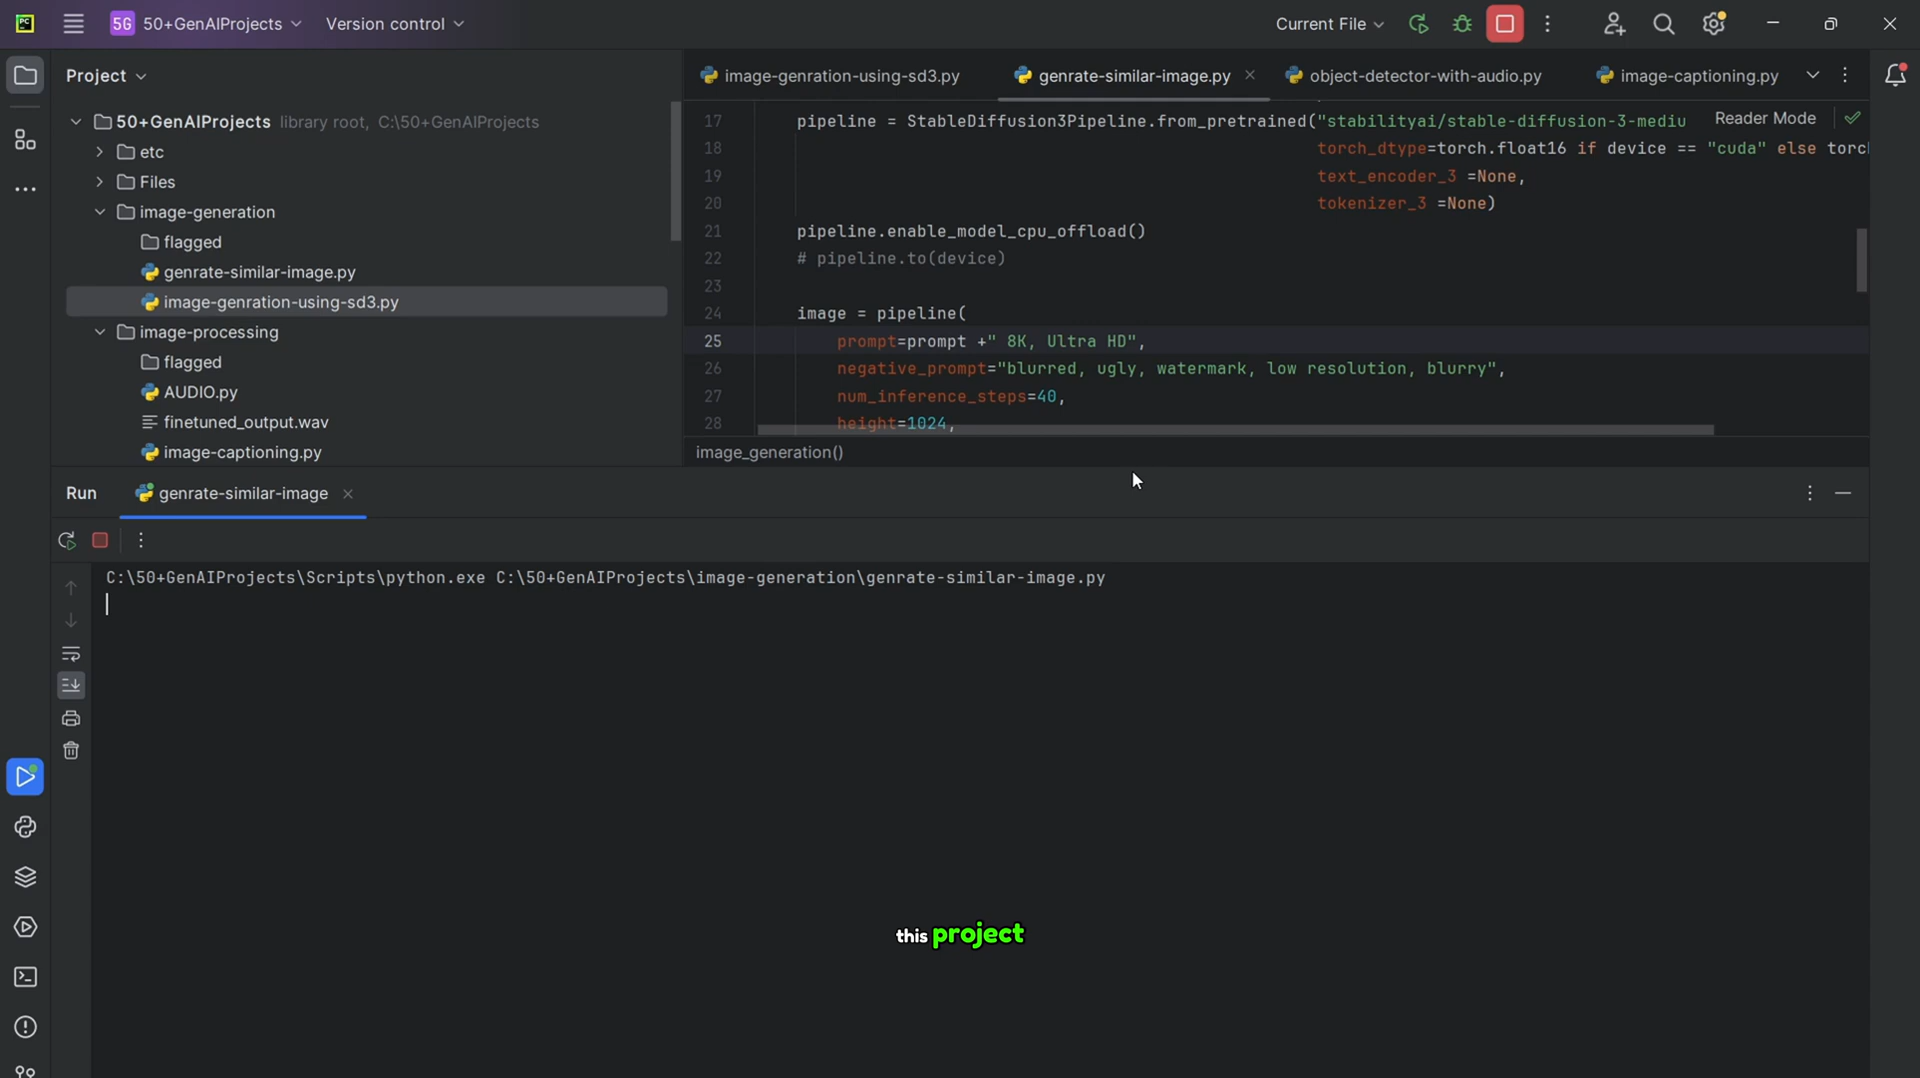 PC 5G 50+GenAIProjects Version control Current File
Project
image-genration-using-sd3.py genrate-similar-image.py object-detector-with-audio.py image-captioning.py
50+GenAIProjects library root, C:\50+GenAIProjects
etc
Files
image-generation
flagged
genrate-similar-image.py
image-genration-using-sd3.py
image-processing
flagged
AUDIO.py
finetuned_output.wav
image-captioning.py
Reader Mode
17 pipeline = StableDiffusion3Pipeline.from_pretrained("stabilityai/stable-diffusion-3-mediu
18 torch_dtype=torch.float16 if device == "cuda" else torc
19 text_encoder_3 =None,
20 tokenizer_3 =None)
21 pipeline.enable_model_cpu_offload()
22 # pipeline.to(device)
23
24 image = pipeline(
25 prompt=prompt +" 8K, Ultra HD",
26 negative_prompt="blurred, ugly, watermark, low resolution, blurry",
27 num_inference_steps=40,
28 height=1024,
image_generation()
Run genrate-similar-image
C:\50+GenAIProjects\Scripts\python.exe C:\50+GenAIProjects\image-generation\genrate-similar-image.py
this project